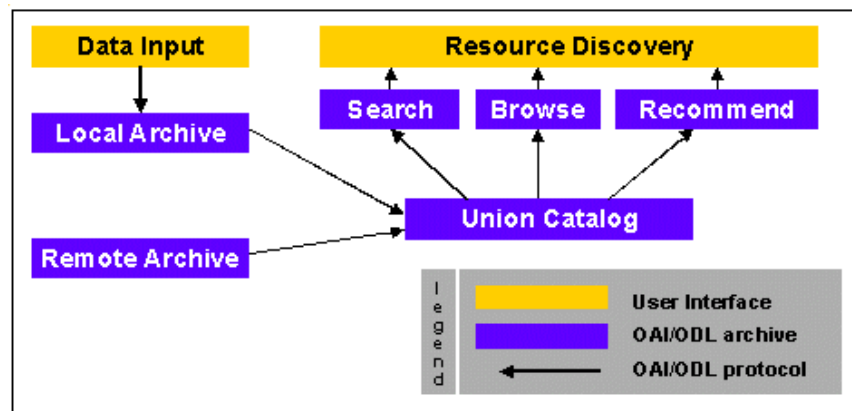 Data Input
Resource Discovery
Search
Browse
Recommend
Local Archive
Union Catalog
Remote Archive
legend
User Interface
OAI/ODL archive
OAI/ODL protocol